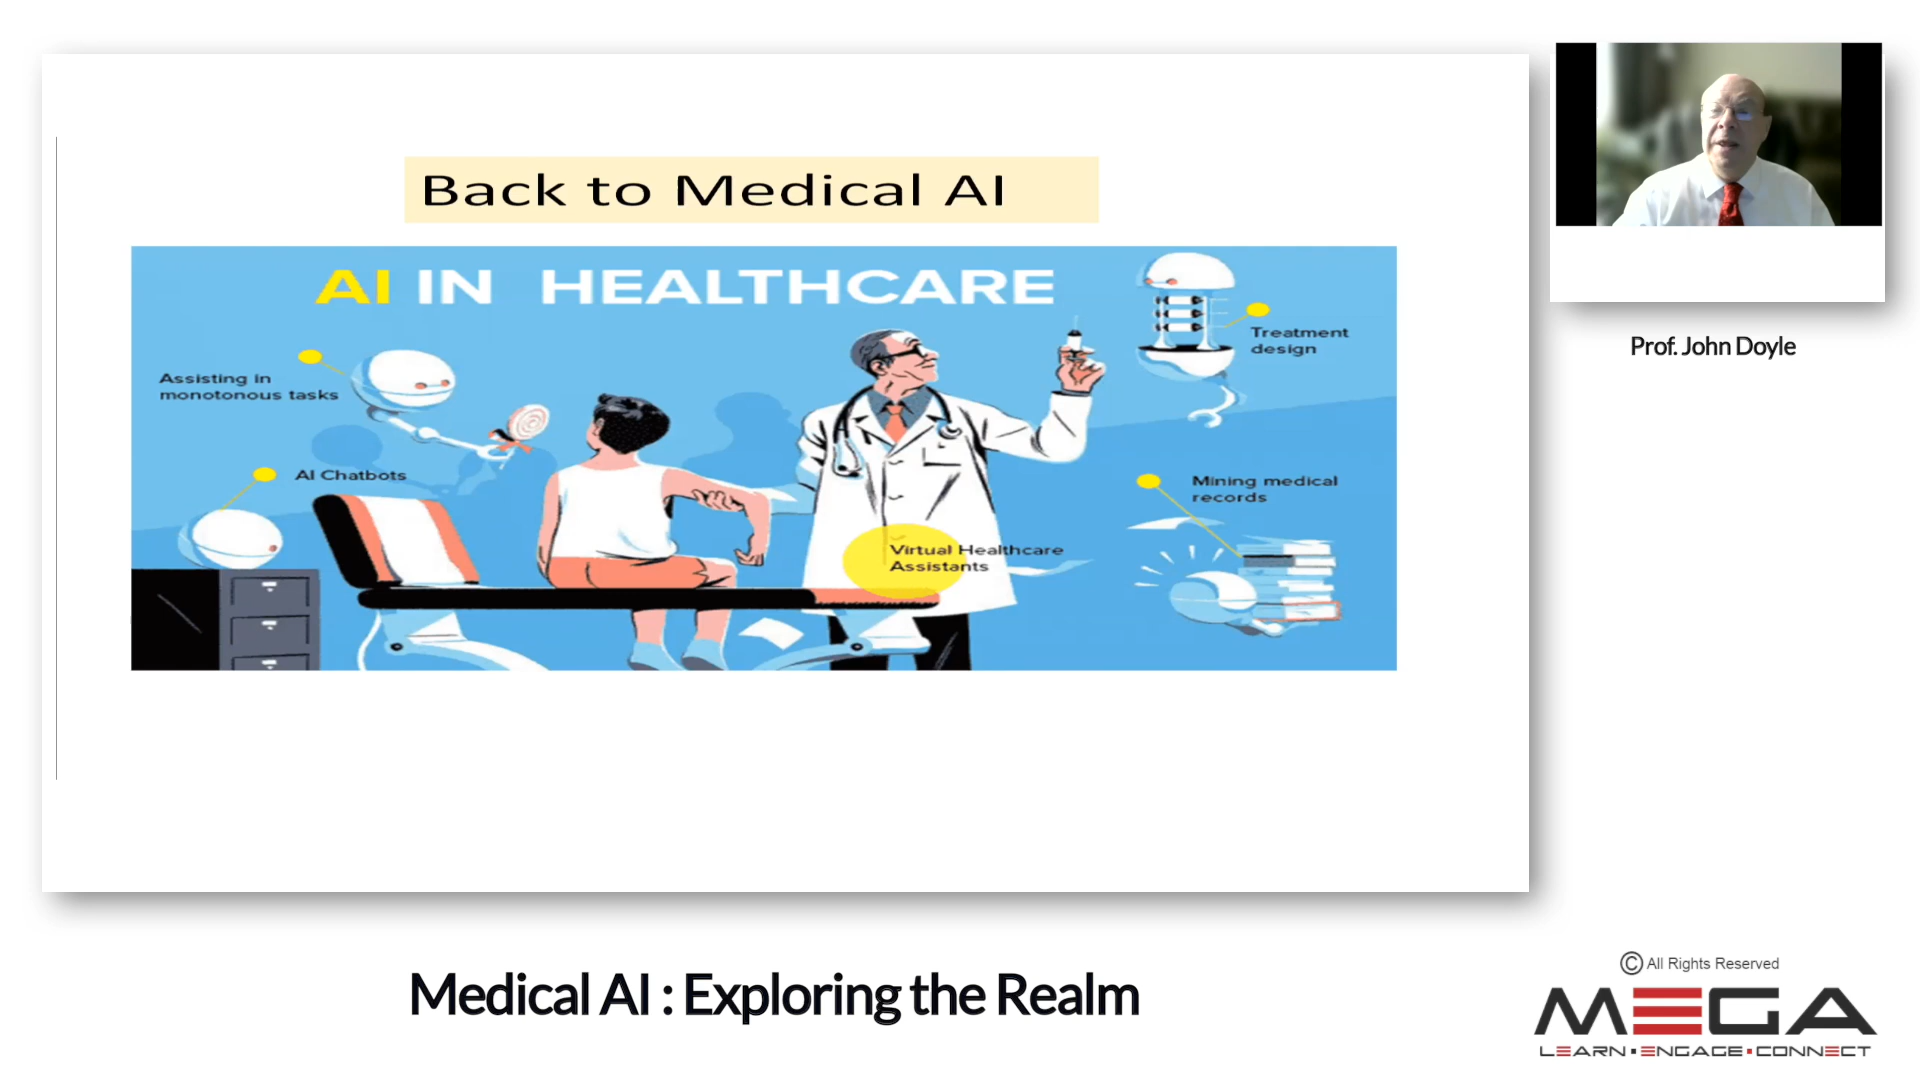 Back to Medical AI
AI IN HEALTHCARE
Treatment
design
Assisting in
monotonous tasks
AI Chatbots
Mining medical
records
Virtual Healthcare
Assistants
Prof. John Doyle
Medical AI : Exploring the Realm
© All Rights Reserved
MEGA
LEARN • ENGAGE • CONNECT